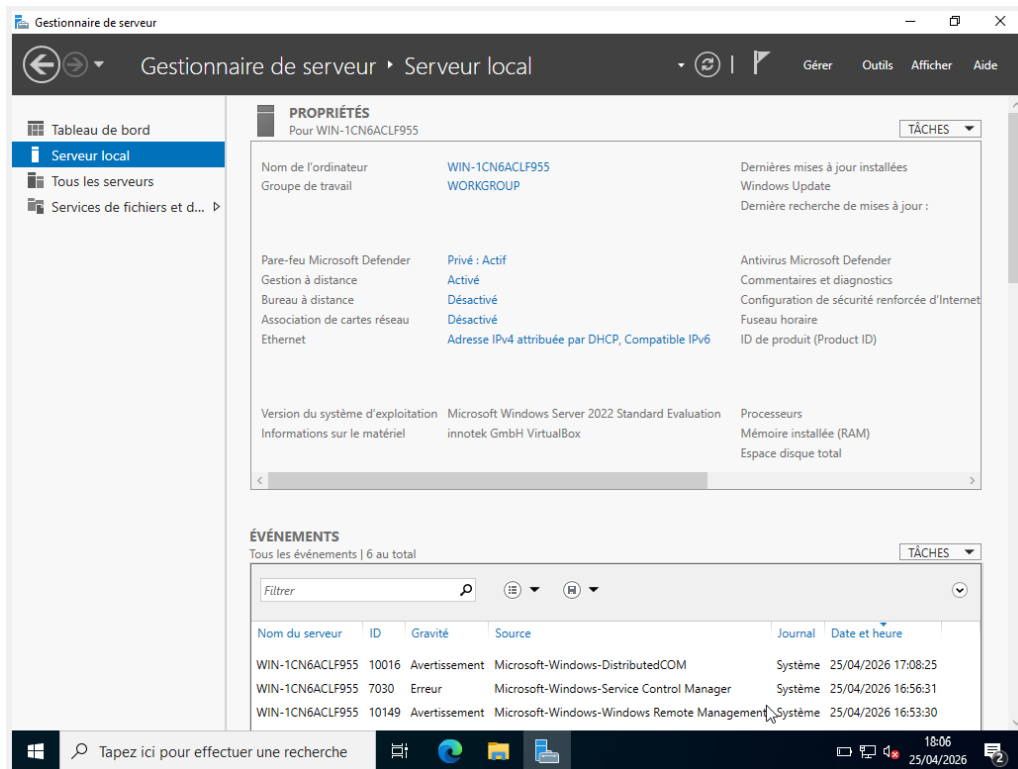 Gestionnaire de serveur
Gestionnaire de serveur ‣ Serveur local
Gérer Outils Afficher Aide
Tableau de bord
Serveur local
Tous les serveurs
Services de fichiers et d...
PROPRIÉTÉS
Pour WIN-1CN6ACLF955
TÂCHES
Nom de l'ordinateur WIN-1CN6ACLF955 Dernières mises à jour installées
Groupe de travail WORKGROUP Windows Update
Dernière recherche de mises à jour :
Pare-feu Microsoft Defender Privé : Actif Antivirus Microsoft Defender
Gestion à distance Activé Commentaires et diagnostics
Bureau à distance Désactivé Configuration de sécurité renforcée d'Internet
Association de cartes réseau Désactivé Fuseau horaire
Ethernet Adresse IPv4 attribuée par DHCP, Compatible IPv6 ID de produit (Product ID)
Version du système d'exploitation Microsoft Windows Server 2022 Standard Evaluation Processeurs
Informations sur le matériel innotek GmbH VirtualBox Mémoire installée (RAM)
Espace disque total
ÉVÉNEMENTS
Tous les événements | 6 au total
TÂCHES
Filtrer
Nom du serveur ID Gravité Source Journal Date et heure
WIN-1CN6ACLF955 10016 Avertissement Microsoft-Windows-DistributedCOM Système 25/04/2026 17:08:25
WIN-1CN6ACLF955 7030 Erreur Microsoft-Windows-Service Control Manager Système 25/04/2026 16:56:31
WIN-1CN6ACLF955 10149 Avertissement Microsoft-Windows-Windows Remote Management Système 25/04/2026 16:53:30
Tapez ici pour effectuer une recherche
18:06
25/04/2026
2